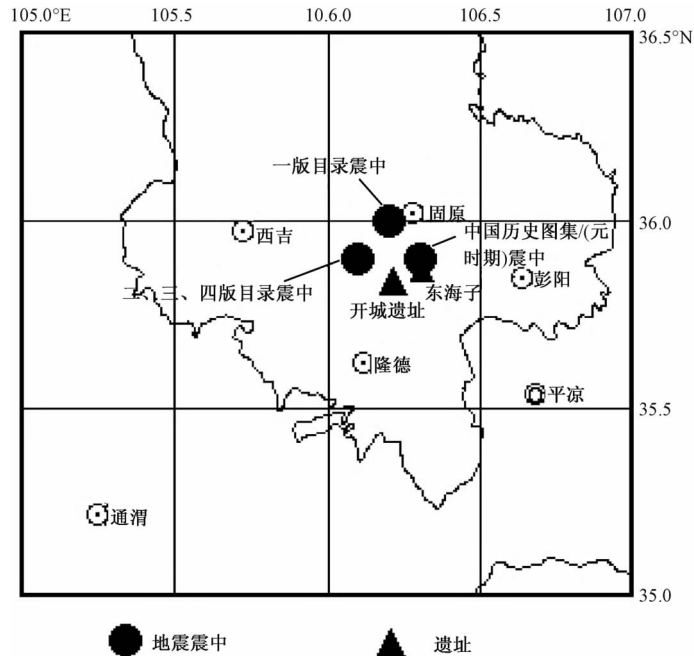 105.0°E 105.5 106.0 106.5 107.0
36.5°N
一版目录震中
固原
36.0
西吉
中国历史图集/(元
时期)震中
二、三、四版目录震中
东海子
彭阳
开城遗址
隆德
平凉
35.5
通渭
35.0
地震震中
遗址